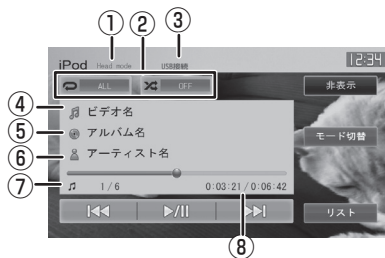 ① ② ③
iPod Head mode USB接続 12:34
ALL OFF 非表示
④ ビデオ名
⑤ アルバム名 モード切替
⑥ アーティスト名
⑦ 1/6 0:03:21/0:06:42
リスト
⑧